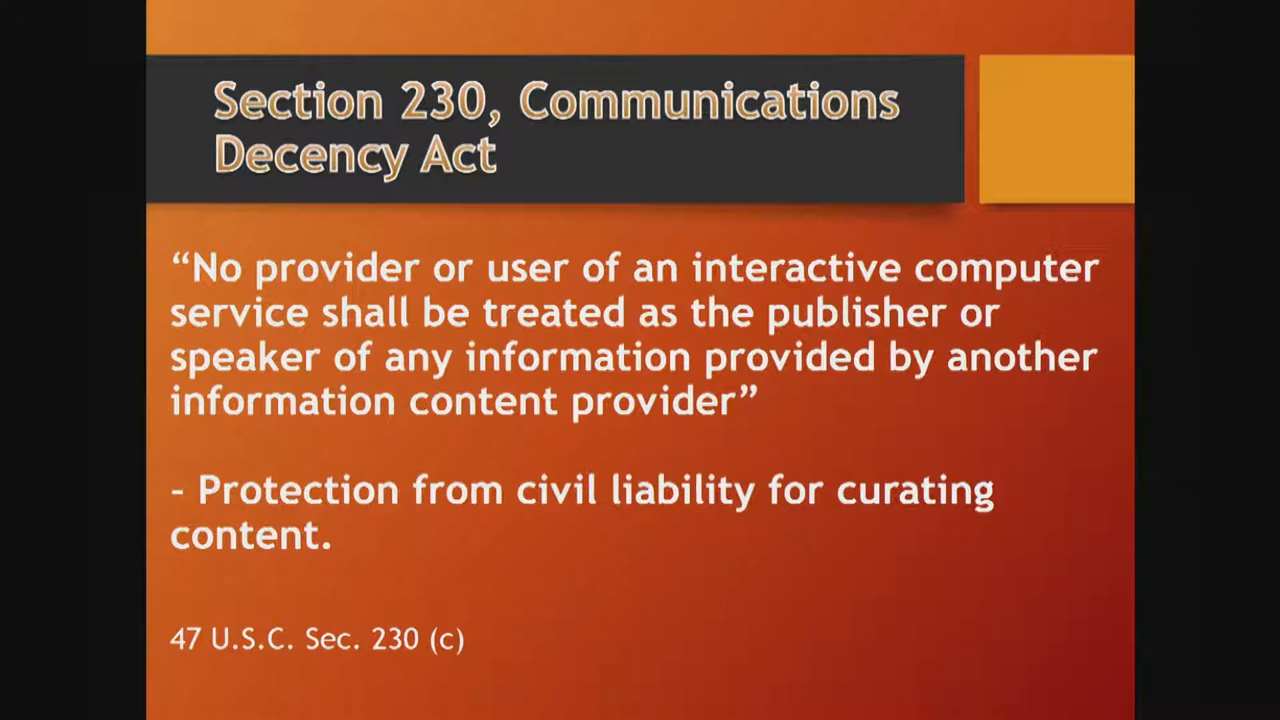 Section 230, Communications
Decency Act
“No provider or user of an interactive computer
service shall be treated as the publisher or
speaker of any information provided by another
information content provider”
- Protection from civil liability for curating
content.
47 U.S.C. Sec. 230 (c)